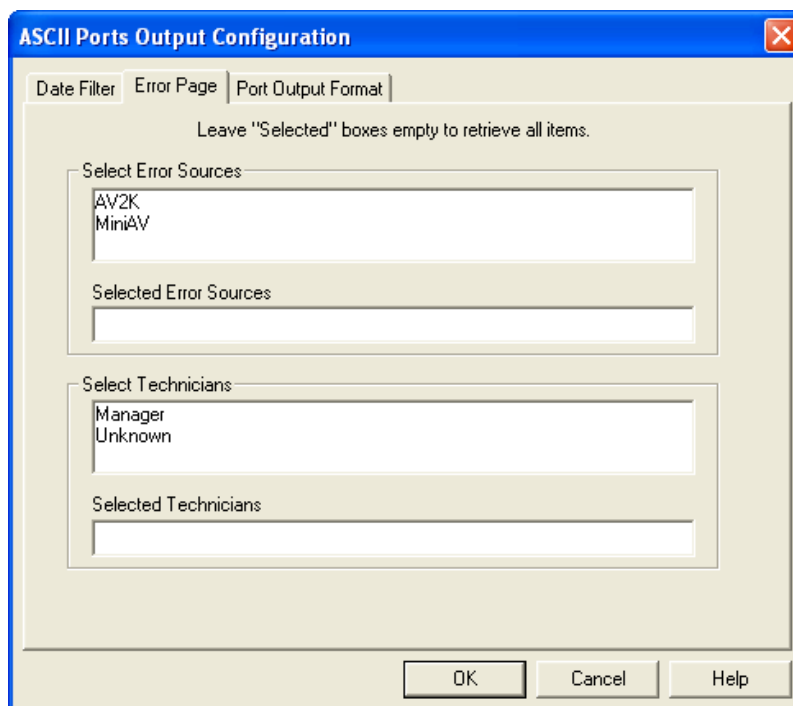 ASCII Ports Output Configuration
Date Filter Error Page Port Output Format
Leave "Selected" boxes empty to retrieve all items.
Select Error Sources
AV2K
MiniAV
Selected Error Sources
Select Technicians
Manager
Unknown
Selected Technicians
OK Cancel Help